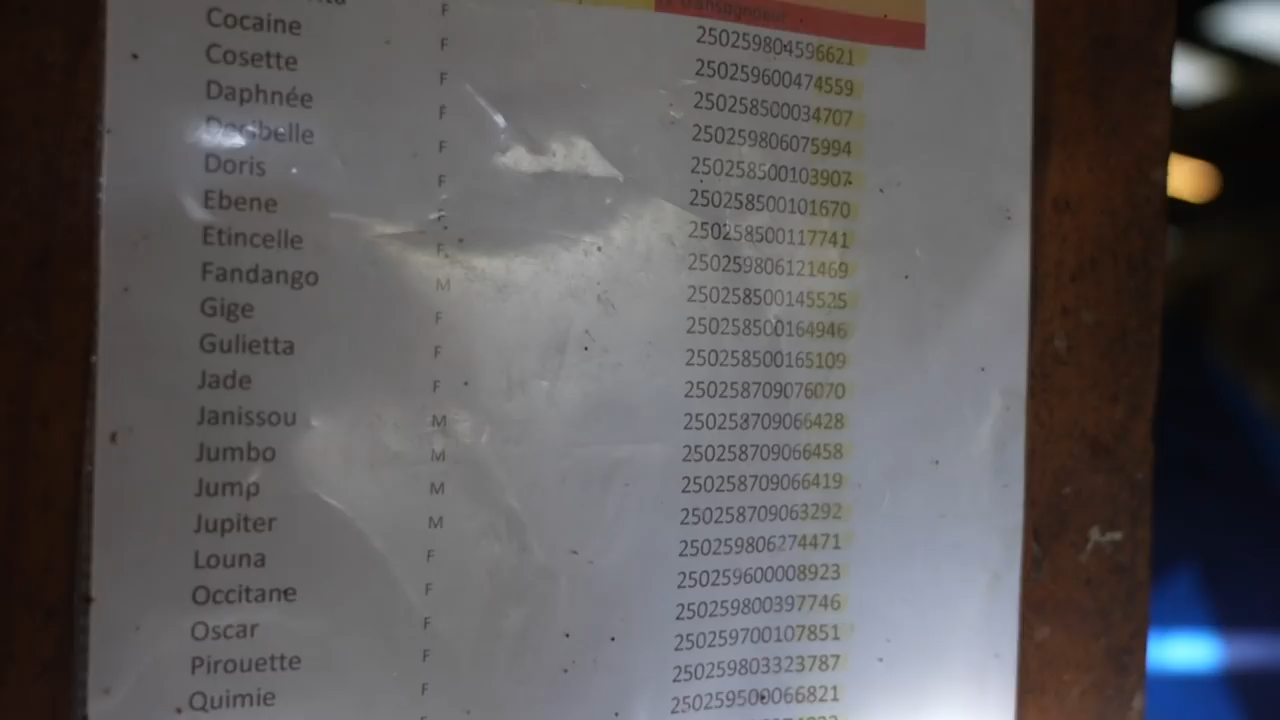 F 250259804596621
Cocaine F 250259600474559
Cosette F 250258500034707
Daphnée F 250259806075994
Decibelle F 250258500103907
Doris F 250258500101670
Ebene F 250258500117741
Etincelle F 250259806121469
Fandango M 250258500145525
Gige F 250258500164946
Gulietta F 250258500165109
Jade F 250258709076070
Janissou M 250258709066428
Jumbo M 250258709066458
Jump M 250258709066419
Jupiter M 250258709063292
Louna F 250259806274471
Occitane F 250259600008923
Oscar F 250259800397746
Pirouette F 250259700107851
Quimie F 250259803323787
250259500066821